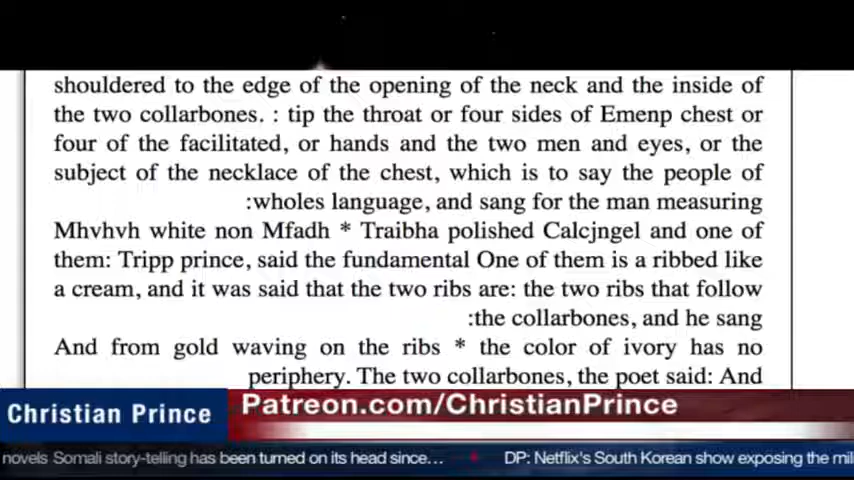 shouldered to the edge of the opening of the neck and the inside of
the two collarbones. : tip the throat or four sides of Emenp chest or
four of the facilitated, or hands and the two men and eyes, or the
subject of the necklace of the chest, which is to say the people of
:wholes language, and sang for the man measuring
Mhvhvh white non Mfadh * Traibha polished Calcjngel and one of
them: Tripp prince, said the fundamental One of them is a ribbed like
a cream, and it was said that the two ribs are: the two ribs that follow
:the collarbones, and he sang
And from gold waving on the ribs * the color of ivory has no
periphery. The two collarbones, the poet said: And
Christian Prince
Patreon.com/ChristianPrince
novels Somali story-telling has been turned on its head since... DP: Netflix's South Korean show exposing the mil